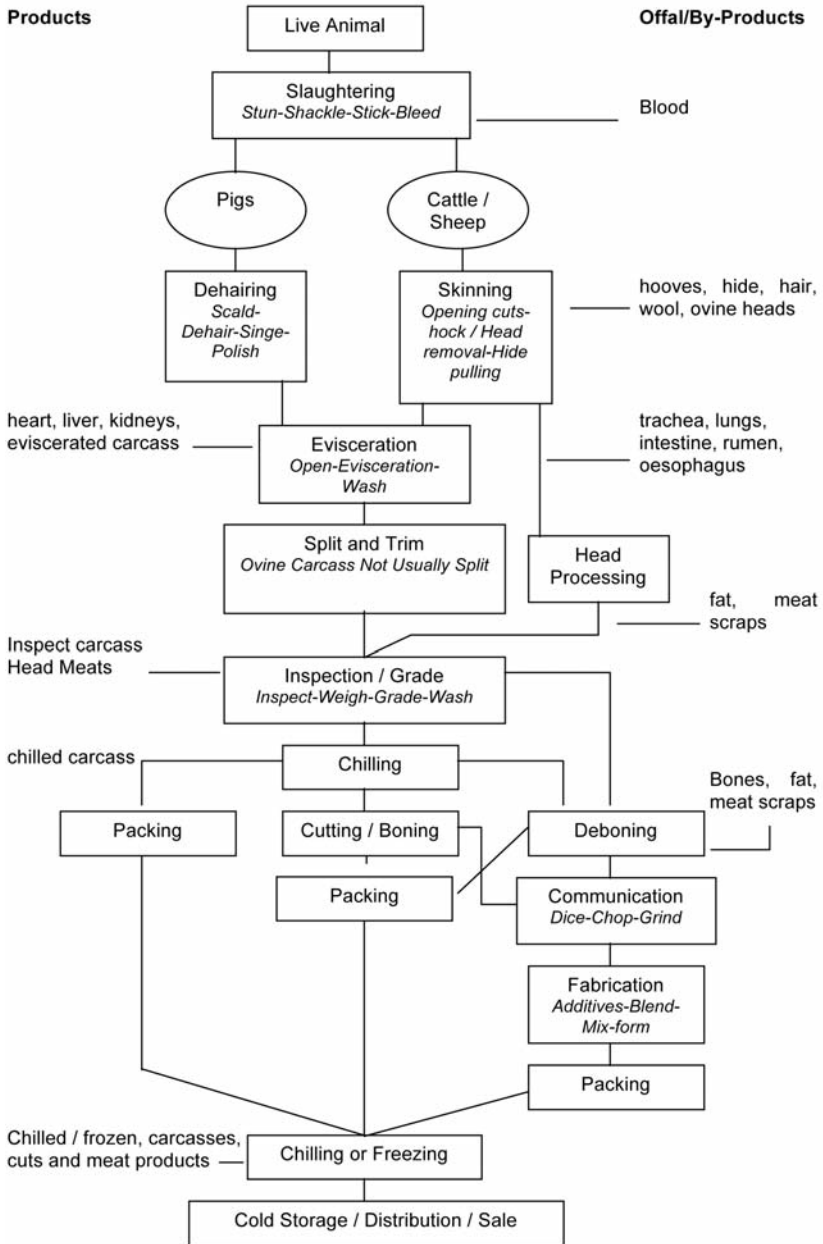 Products
Offal/By-Products
Live Animal
Slaughtering
Stun-Shackle-Stick-Bleed
Blood
Pigs
Cattle /
Sheep
Dehairing
Scald-
Dehair-Singe-
Polish
Skinning
Opening cuts-
hock / Head
removal-Hide
pulling
hooves, hide, hair,
wool, ovine heads
heart, liver, kidneys,
eviscerated carcass
Evisceration
Open-Evisceration-
Wash
trachea, lungs,
intestine, rumen,
oesophagus
Split and Trim
Ovine Carcass Not Usually Split
Head
Processing
fat, meat
scraps
Inspect carcass
Head Meats
Inspection / Grade
Inspect-Weigh-Grade-Wash
chilled carcass
Chilling
Bones, fat,
meat scraps
Packing
Cutting / Boning
Deboning
Packing
Communication
Dice-Chop-Grind
Fabrication
Additives-Blend-
Mix-form
Packing
Chilled / frozen, carcasses,
cuts and meat products
Chilling or Freezing
Cold Storage / Distribution / Sale